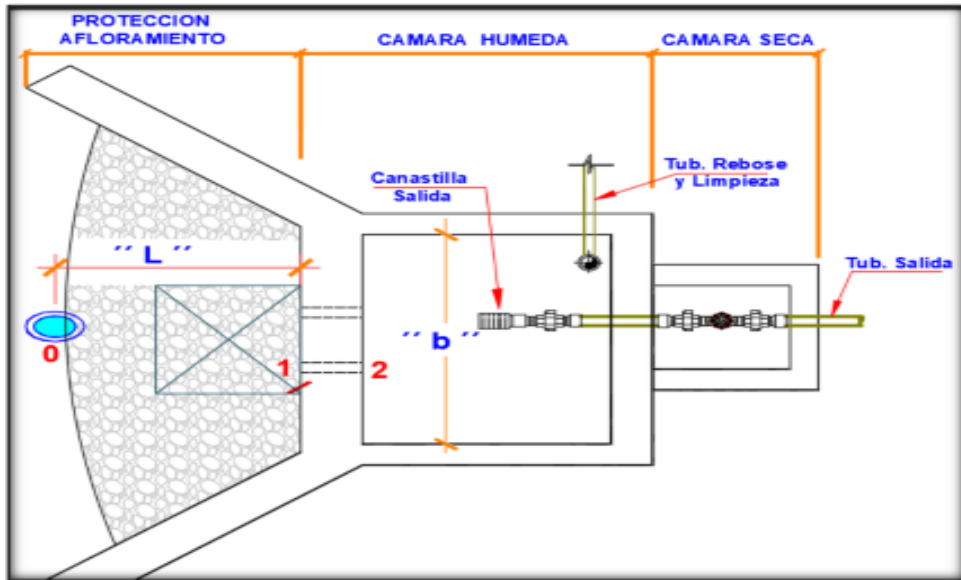 PROTECCION
AFLORAMIENTO
CAMARA HUMEDA
CAMARA SECA
Tub. Rebose
y Limpieza
Canastilla
Salida
" L "
Tub. Salida
0
" b "
1
2